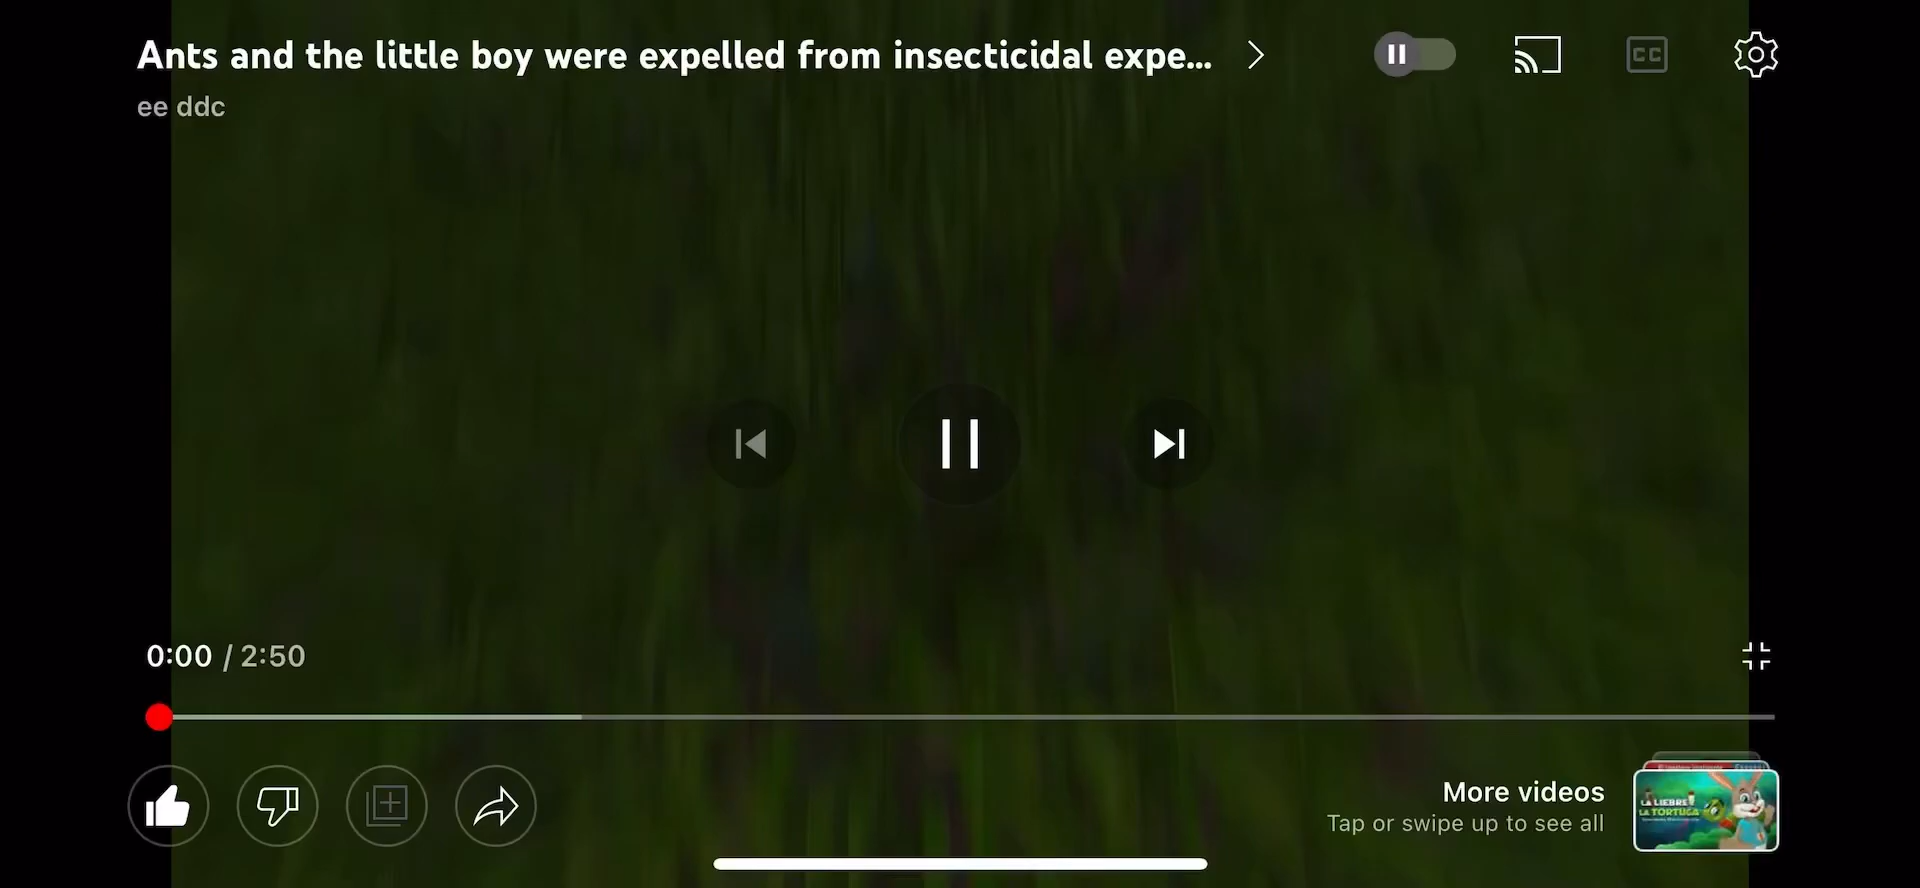 Ants and the little boy were expelled from insecticidal expe...
ee ddc
CC
0:00 / 2:50
More videos
Tap or swipe up to see all
LA LIEBRE
LA TORTUGA